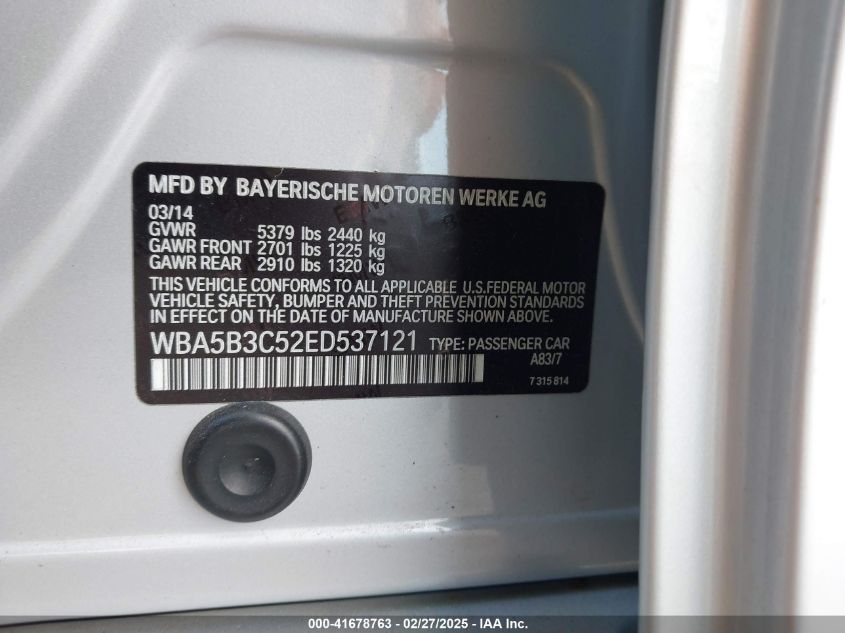 MFD BY BAYERISCHE MOTOREN WERKE AG
03/14
GVWR 5379 lbs 2440 kg
GAWR FRONT 2701 lbs 1225 kg
GAWR REAR 2910 lbs 1320 kg
THIS VEHICLE CONFORMS TO ALL APPLICABLE U.S.FEDERAL MOTOR
VEHICLE SAFETY, BUMPER AND THEFT PREVENTION STANDARDS
IN EFFECT ON THE DATE OF MANUFACTURE SHOWN ABOVE.
WBA5B3C52ED537121 TYPE: PASSENGER CAR
A83/7
7 315 814
000-41678763 - 02/27/2025 - IAA Inc.